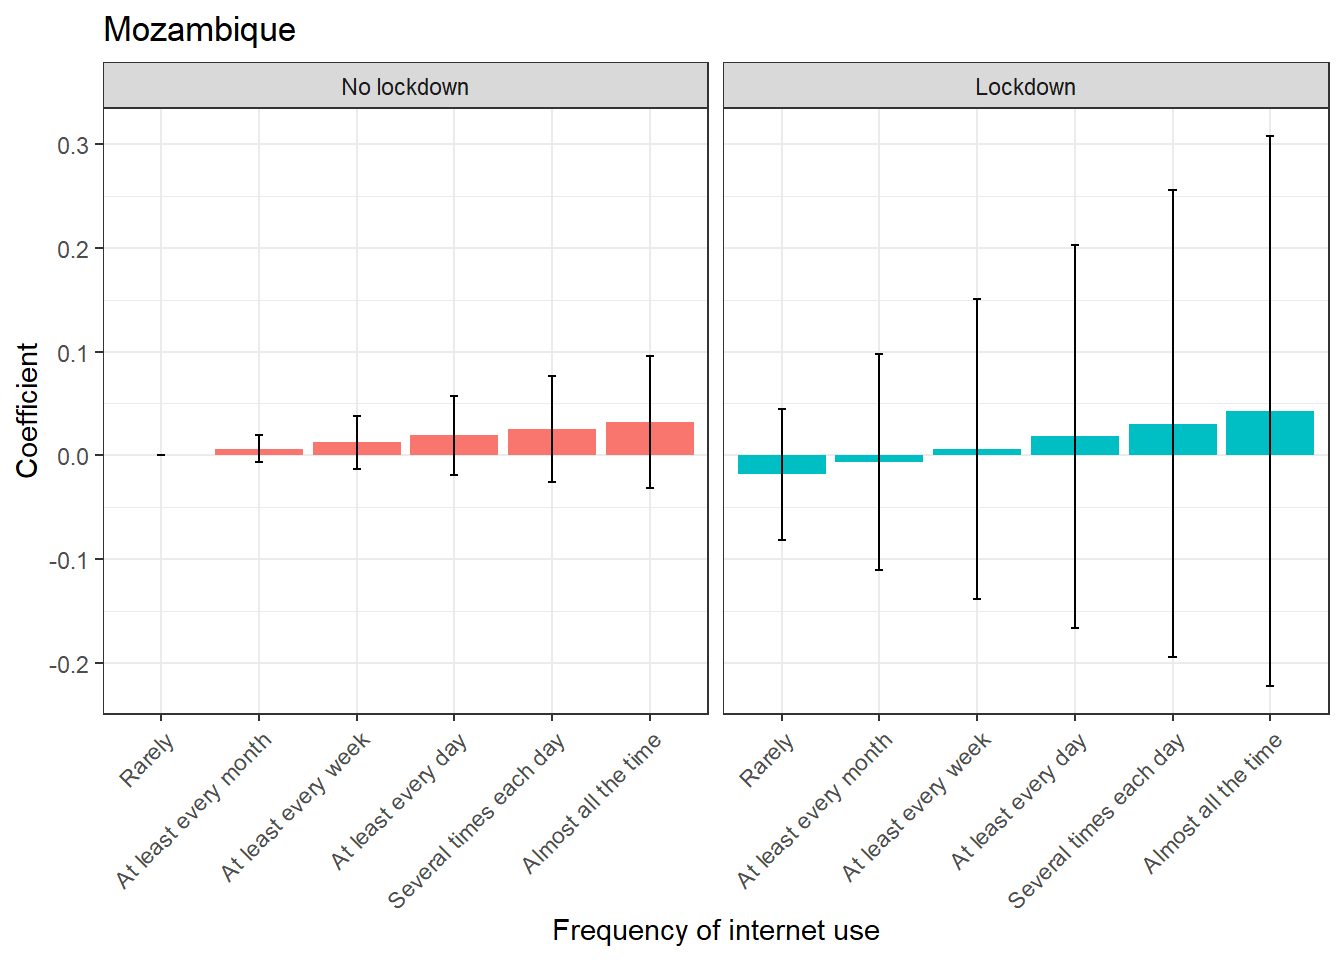 Mozambique
No lockdown
Lockdown
Coefficient
0.3
0.2
0.1
0.0
-0.1
-0.2
Rarely
At least every month
At least every week
At least every day
Several times each day
Almost all the time
Rarely
At least every month
At least every week
At least every day
Several times each day
Almost all the time
Frequency of internet use